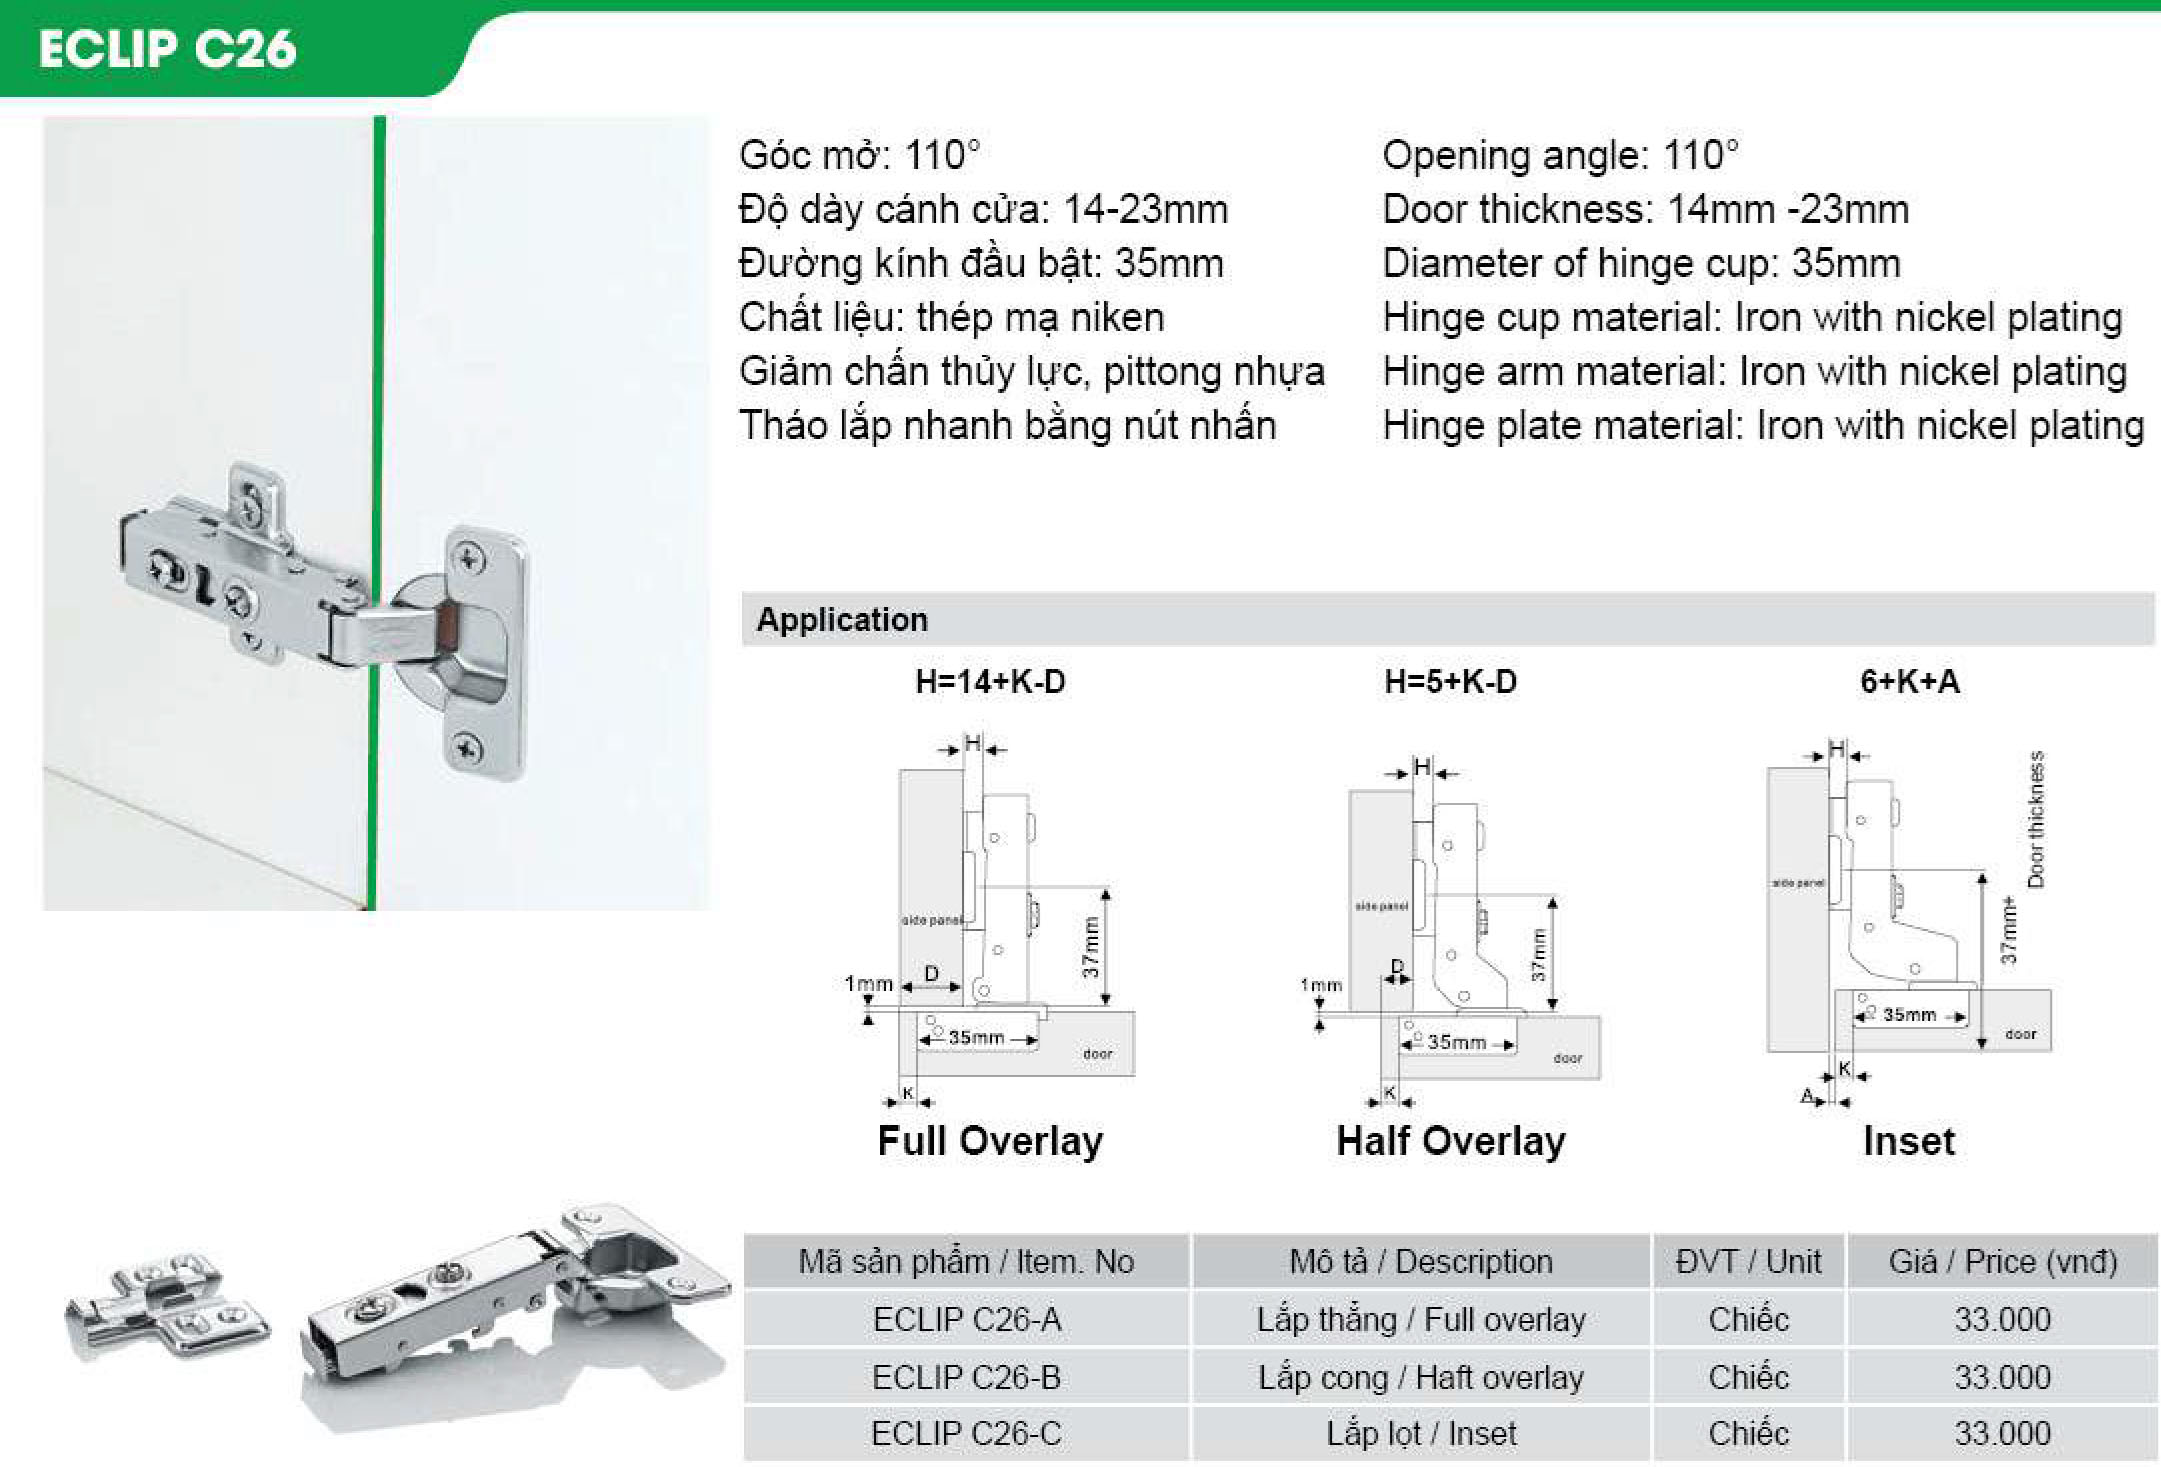 ECLIP C26
Góc mở: 110°
Độ dày cánh cửa: 14-23mm
Đường kính đầu bật: 35mm
Chất liệu: thép mạ niken
Giảm chấn thủy lực, pittong nhựa
Tháo lắp nhanh bằng nút nhấn
Opening angle: 110°
Door thickness: 14mm -23mm
Diameter of hinge cup: 35mm
Hinge cup material: Iron with nickel plating
Hinge arm material: Iron with nickel plating
Hinge plate material: Iron with nickel plating
Application
H=14+K-D
H
side panel
D
1mm
37mm
35mm
door
K
Full Overlay
H=5+K-D
H
side panel
D
1mm
37mm
35mm
door
K
Half Overlay
6+K+A
H
side panel
Door thickness
37mm+
35mm
door
K
A
Inset
Mã sản phẩm / Item. No Mô tả / Description ĐVT / Unit Giá / Price (vnđ)
ECLIP C26-A Lắp thẳng / Full overlay Chiếc 33.000
ECLIP C26-B Lắp cong / Haft overlay Chiếc 33.000
ECLIP C26-C Lắp lọt / Inset Chiếc 33.000